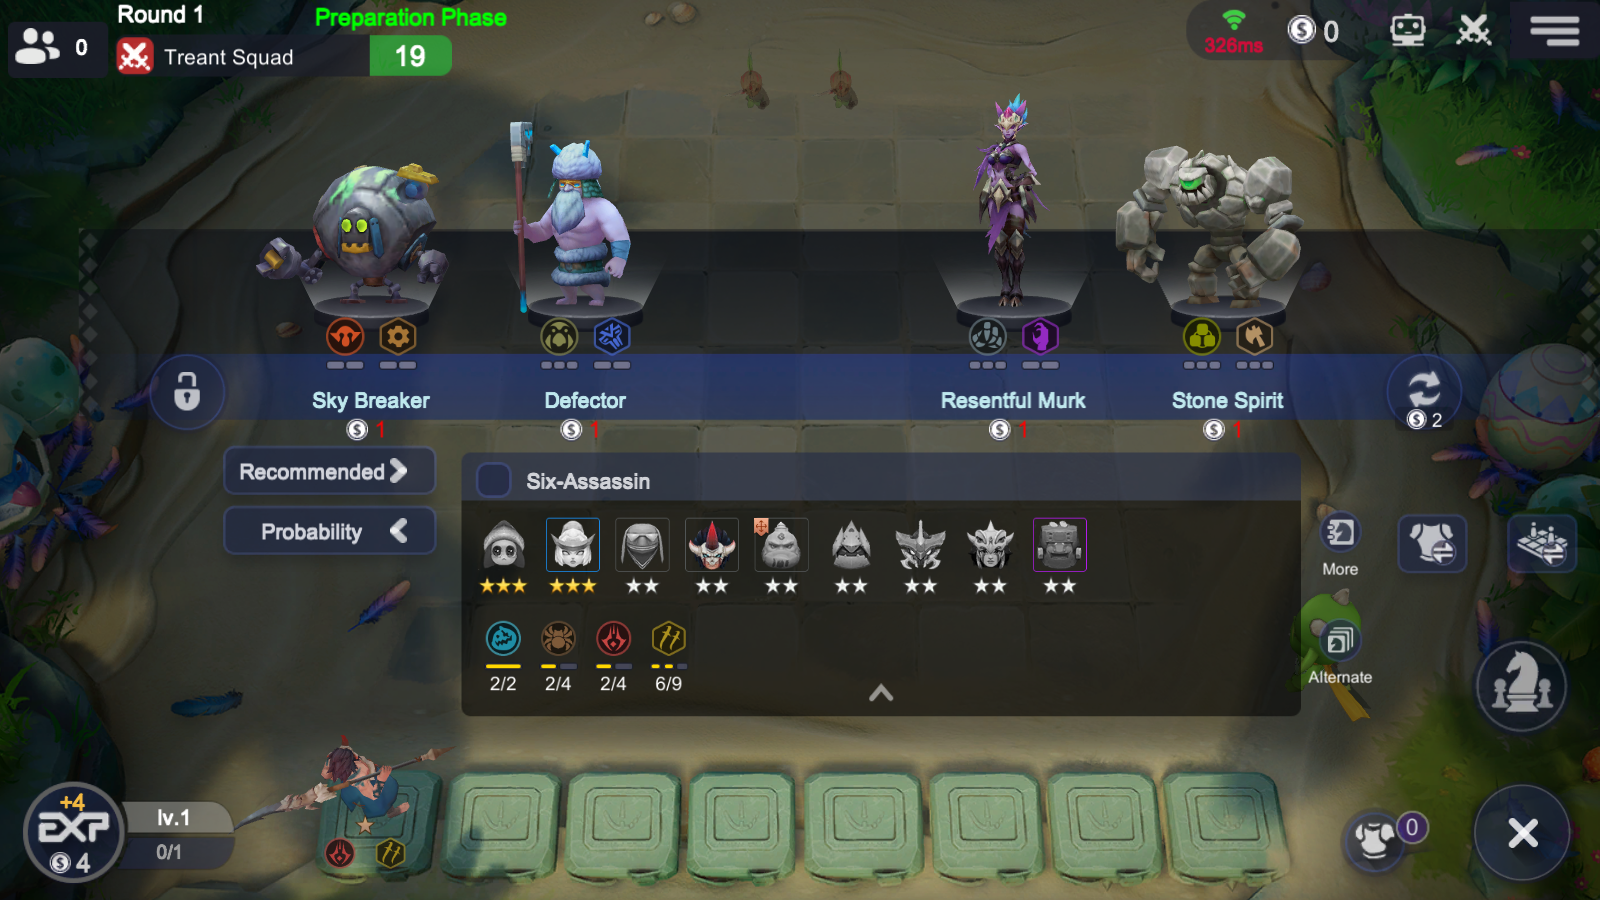 Round 1
Preparation Phase
0
Treant Squad
19
326ms
0
Sky Breaker
1
Defector
1
Resentful Murk
1
Stone Spirit
1
2
Recommended
Probability
Six-Assassin
More
Alternate
2/2
2/4
2/4
6/9
+4
EXP
4
lv.1
0/1
0